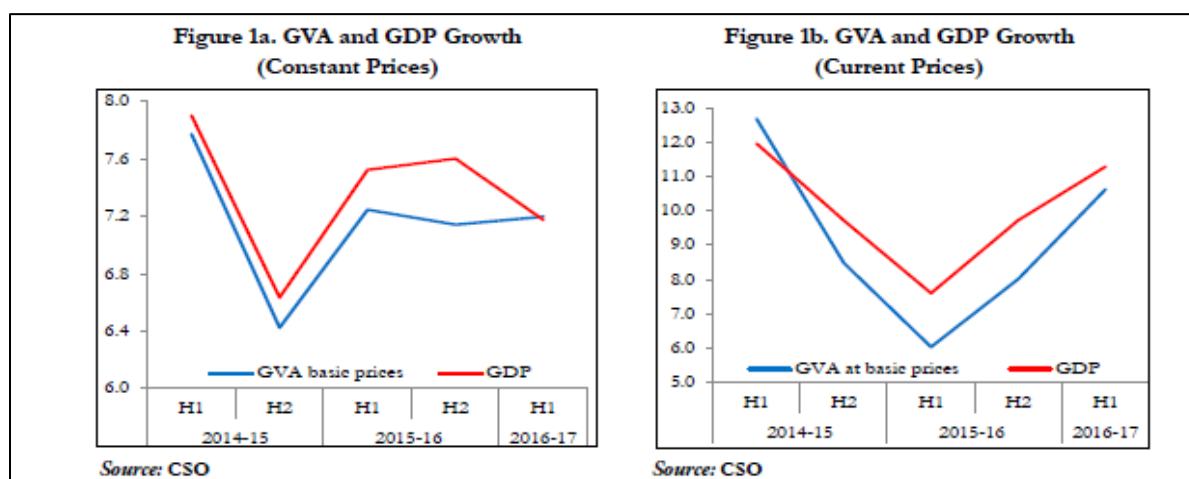 Figure 1a. GVA and GDP Growth
(Constant Prices)
8.0
7.6
7.2
6.8
6.4
6.0
GVA basic prices GDP
H1 H2 H1 H2 H1
2014-15 2015-16 2016-17
Source: CSO
Figure 1b. GVA and GDP Growth
(Current Prices)
13.0
12.0
11.0
10.0
9.0
8.0
7.0
6.0
5.0
GVA at basic prices GDP
H1 H2 H1 H2 H1
2014-15 2015-16 2016-17
Source: CSO